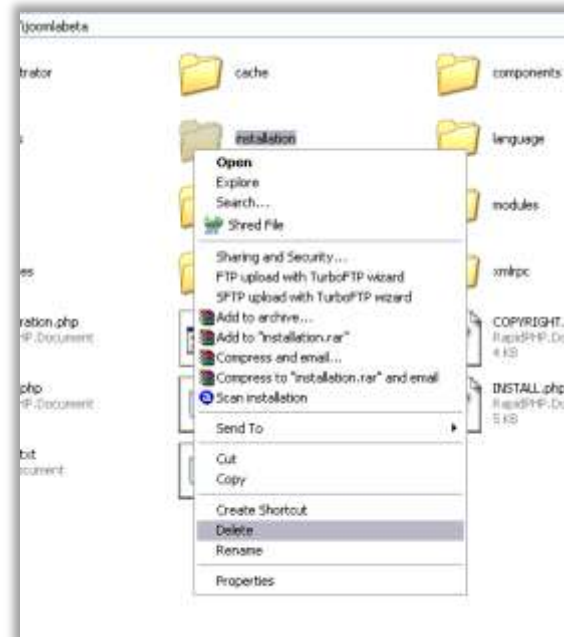 \joomlabeta
trator
cache
components
s
installation
language
Open
Explore
Search...
modules
Shred File
Sharing and Security...
es
FTP upload with TurboFTP wizard
xmlrpc
SFTP upload with TurboFTP wizard
ration.php
Add to archive...
COPYRIGHT.
HP.Document
Add to "installation.rar"
RapidPHP.Do
4 KB
Compress and email...
Compress to "installation.rar" and email
php
INSTALL.php
HP.Document
Scan installation
RapidPHP.Do
5 KB
Send To
txt
Cut
ocument
Copy
Create Shortcut
Delete
Rename
Properties